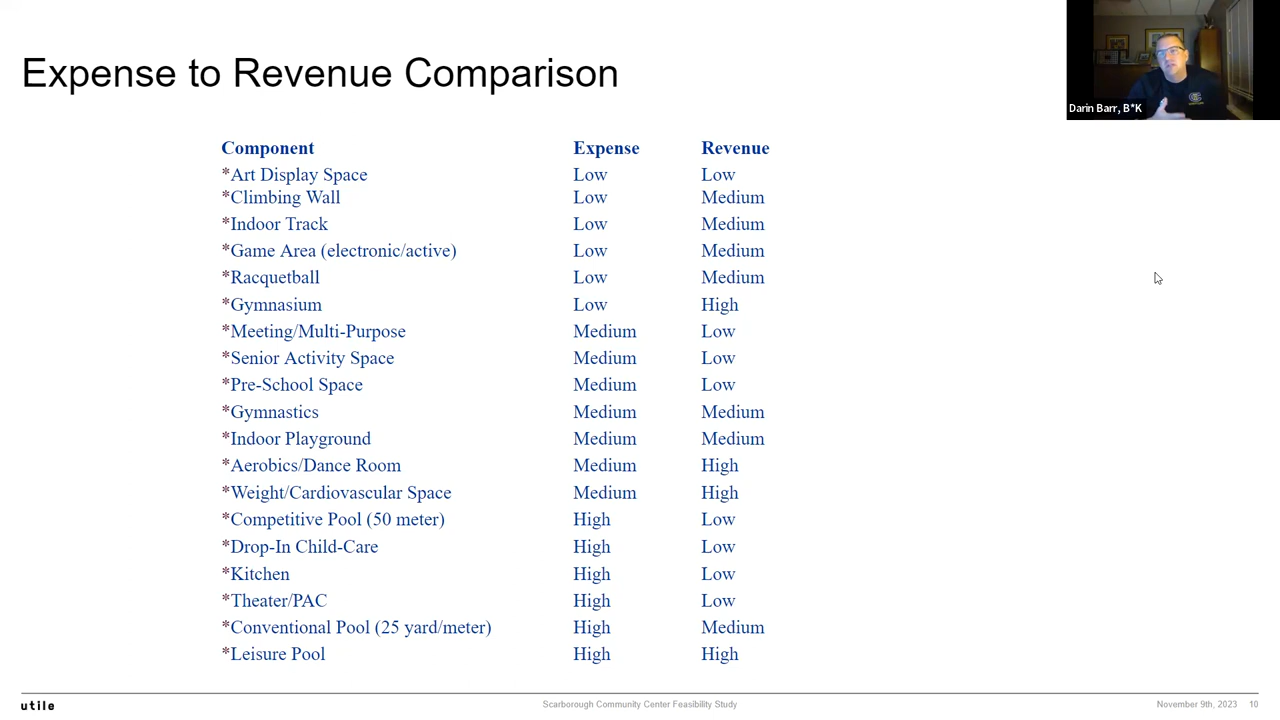 Expense to Revenue Comparison
Darin Barr, B*K
Component Expense Revenue
*Art Display Space Low Low
*Climbing Wall Low Medium
*Indoor Track Low Medium
*Game Area (electronic/active) Low Medium
*Racquetball Low Medium
*Gymnasium Low High
*Meeting/Multi-Purpose Medium Low
*Senior Activity Space Medium Low
*Pre-School Space Medium Low
*Gymnastics Medium Medium
*Indoor Playground Medium Medium
*Aerobics/Dance Room Medium High
*Weight/Cardiovascular Space Medium High
*Competitive Pool (50 meter) High Low
*Drop-In Child-Care High Low
*Kitchen High Low
*Theater/PAC High Low
*Conventional Pool (25 yard/meter) High Medium
*Leisure Pool High High
utile Scarborough Community Center Feasibility Study November 9th, 2023 10